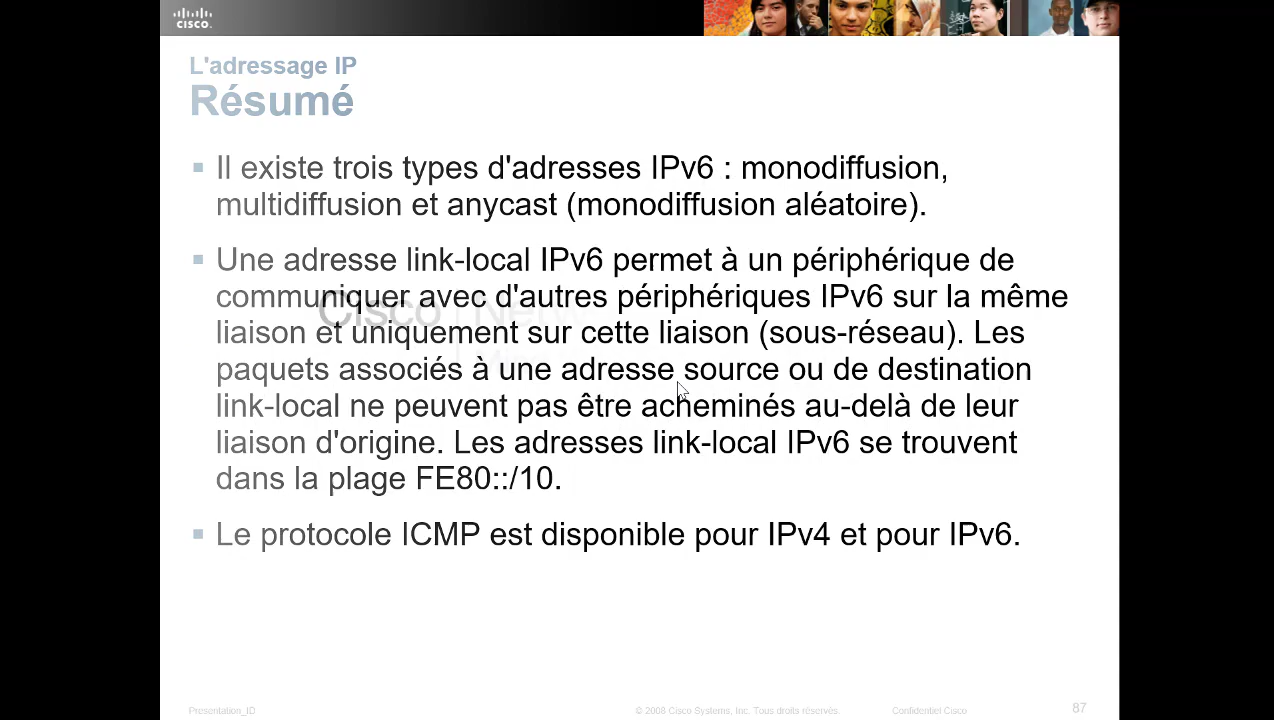 CISCO
L'adressage IP
Résumé
Il existe trois types d'adresses IPv6 : monodiffusion,
multidiffusion et anycast (monodiffusion aléatoire).
Une adresse link-local IPv6 permet à un périphérique de
communiquer avec d'autres périphériques IPv6 sur la même
liaison et uniquement sur cette liaison (sous-réseau). Les
paquets associés à une adresse source ou de destination
link-local ne peuvent pas être acheminés au-delà de leur
liaison d'origine. Les adresses link-local IPv6 se trouvent
dans la plage FE80::/10.
Le protocole ICMP est disponible pour IPv4 et pour IPv6.
Cisco
Presentation_ID
© 2008 Cisco Systems, Inc. Tous droits réservés.
Confidentiel Cisco
87